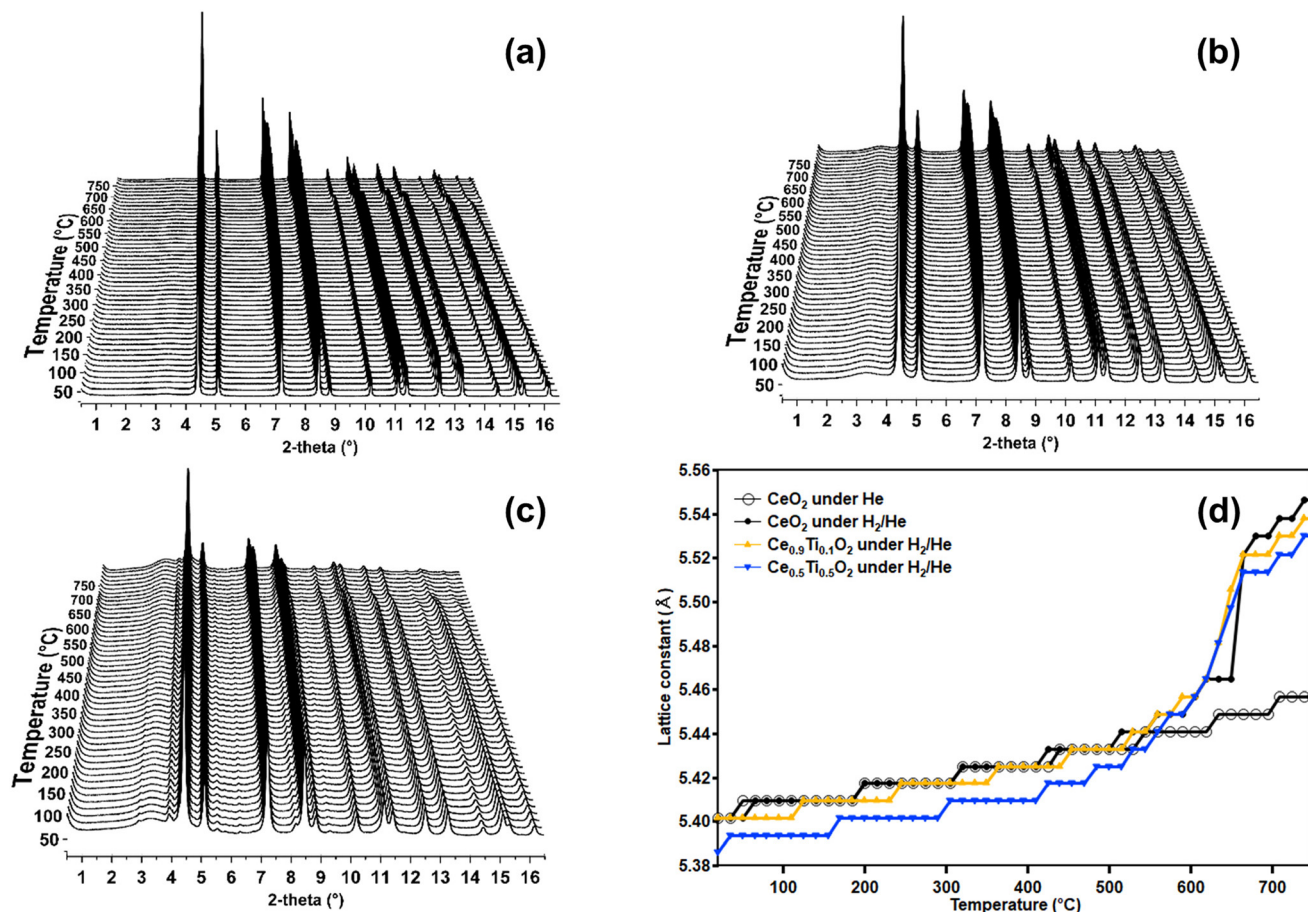 (a)
750
700
650
600
550
500
450
400
350
300
250
200
150
100
50
Temperature (°C)
1 2 3 4 5 6 7 8 9 10 11 12 13 14 15 16
2-theta (°)
(b)
750
700
650
600
550
500
450
400
350
300
250
200
150
100
50
Temperature (°C)
1 2 3 4 5 6 7 8 9 10 11 12 13 14 15 16
2-theta (°)
(c)
750
700
650
600
550
500
450
400
350
300
250
200
150
100
50
Temperature (°C)
1 2 3 4 5 6 7 8 9 10 11 12 13 14 15 16
2-theta (°)
(d)
CeO₂ under He
CeO₂ under H₂/He
Ce₀.₉Ti₀.₁O₂ under H₂/He
Ce₀.₅Ti₀.₅O₂ under H₂/He
5.56
5.54
5.52
5.50
5.48
5.46
5.44
5.42
5.40
5.38
Lattice constant (Å)
100 200 300 400 500 600 700
Temperature (°C)